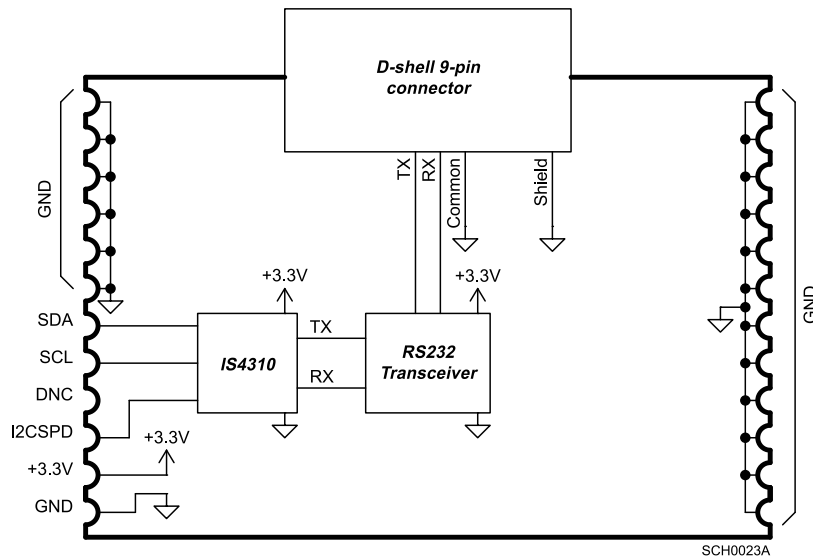 D-shell 9-pin
connector
TX
RX
Common
Shield
GND
+3.3V
+3.3V
SDA
SCL
DNC
I2CSPD
+3.3V
GND
IS4310
TX
RX
RS232
Transceiver
+3.3V
GND
SCH0023A